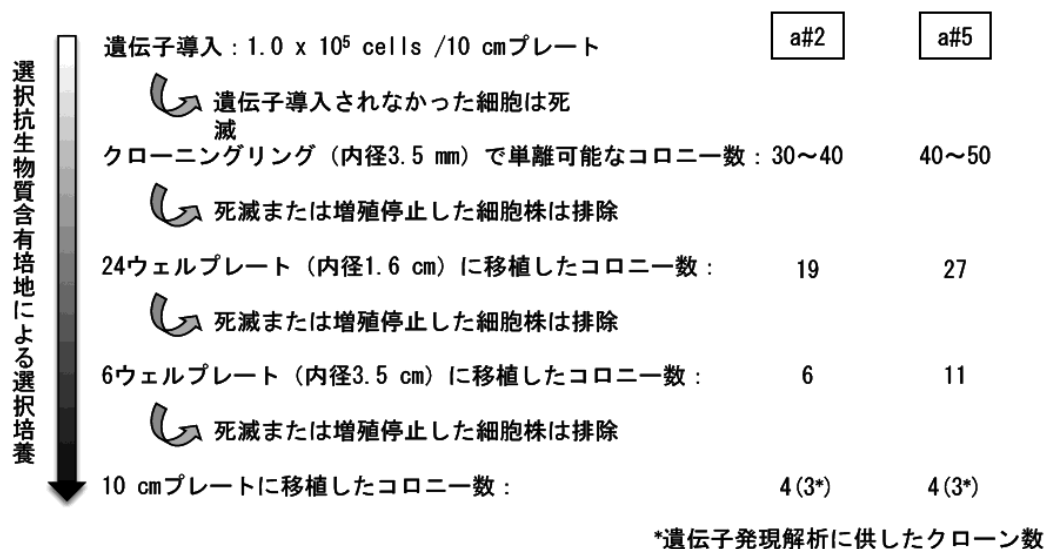 選択抗生物質含有培地による選択培養
遺伝子導入：1.0 x 10⁵ cells /10 cmプレート a#2 a#5
遺伝子導入されなかった細胞は死
滅
クローニングリング（内径3.5 mm）で単離可能なコロニー数：30～40 40～50
死滅または増殖停止した細胞株は排除
24ウェルプレート（内径1.6 cm）に移植したコロニー数： 19 27
死滅または増殖停止した細胞株は排除
6ウェルプレート（内径3.5 cm）に移植したコロニー数： 6 11
死滅または増殖停止した細胞株は排除
10 cmプレートに移植したコロニー数： 4(3*) 4(3*)
*遺伝子発現解析に供したクローン数